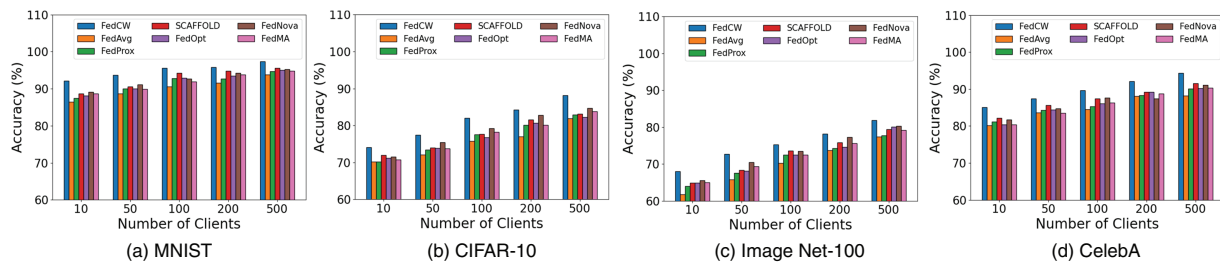 110
100
90
80
70
60
Accuracy (%)
FedCW SCAFFOLD FedNova
FedAvg FedOpt FedMA
FedProx
10 50 100 200 500
Number of Clients
(a) MNIST
110
100
90
80
70
60
Accuracy (%)
FedCW SCAFFOLD FedNova
FedAvg FedOpt FedMA
FedProx
10 50 100 200 500
Number of Clients
(b) CIFAR-10
110
100
90
80
70
60
Accuracy (%)
FedCW SCAFFOLD FedNova
FedAvg FedOpt FedMA
FedProx
10 50 100 200 500
Number of Clients
(c) Image Net-100
110
100
90
80
70
60
Accuracy (%)
FedCW SCAFFOLD FedNova
FedAvg FedOpt FedMA
FedProx
10 50 100 200 500
Number of Clients
(d) CelebA